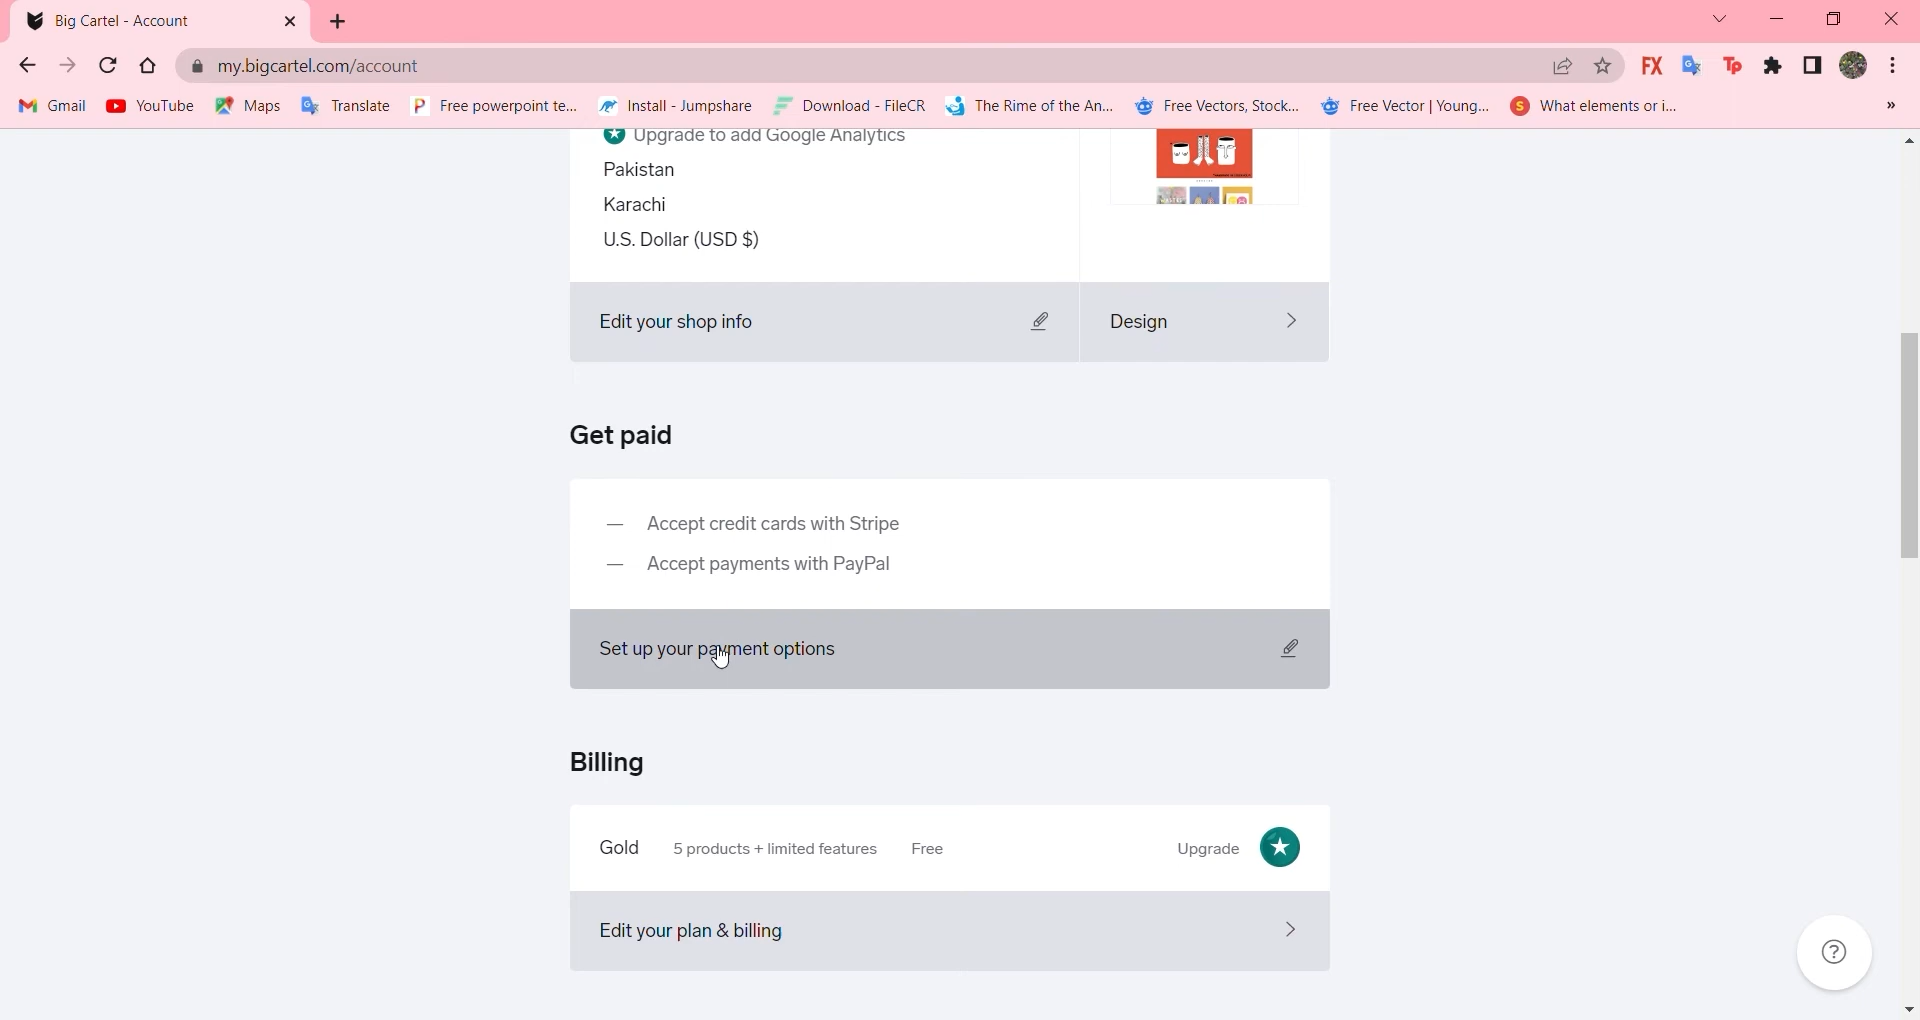 Big Cartel - Account
my.bigcartel.com/account
Gmail YouTube Maps Translate Free powerpoint te... Install - Jumpshare Download - FileCR The Rime of the An... Free Vectors, Stock... Free Vector | Young... What elements or i... »
Upgrade to add Google Analytics
Pakistan
Karachi
U.S. Dollar (USD $)
Edit your shop info
Design
Get paid
— Accept credit cards with Stripe
— Accept payments with PayPal
Set up your payment options
Billing
Gold 5 products + limited features Free Upgrade
Edit your plan & billing